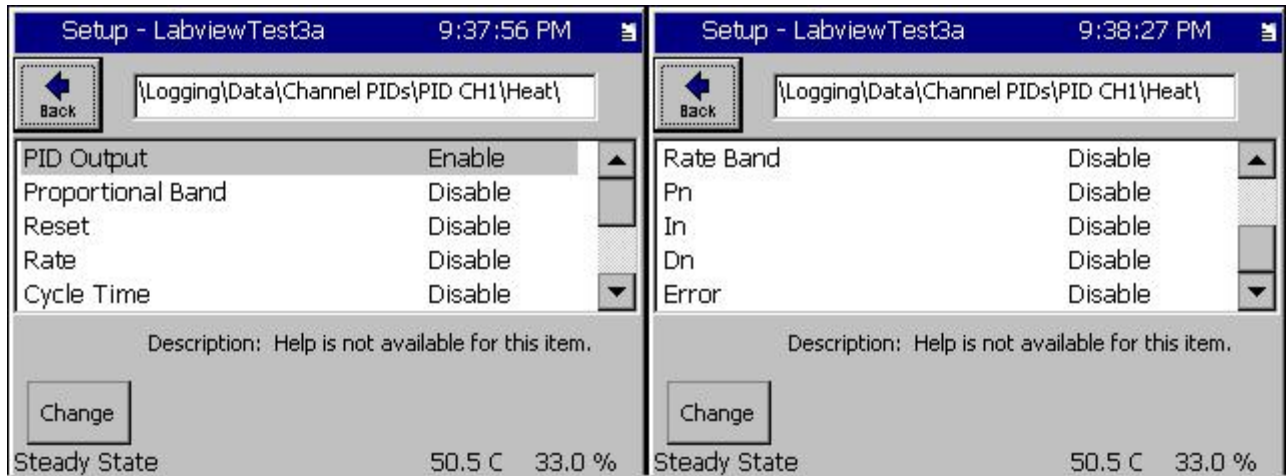 Setup - LabviewTest3a 9:37:56 PM
Back \Logging\Data\Channel PIDs\PID CH1\Heat\
PID Output Enable
Proportional Band Disable
Reset Disable
Rate Disable
Cycle Time Disable
Description: Help is not available for this item.
Change
Steady State 50.5 C 33.0 %
Setup - LabviewTest3a 9:38:27 PM
Back \Logging\Data\Channel PIDs\PID CH1\Heat\
Rate Band Disable
Pn Disable
In Disable
Dn Disable
Error Disable
Description: Help is not available for this item.
Change
Steady State 50.5 C 33.0 %